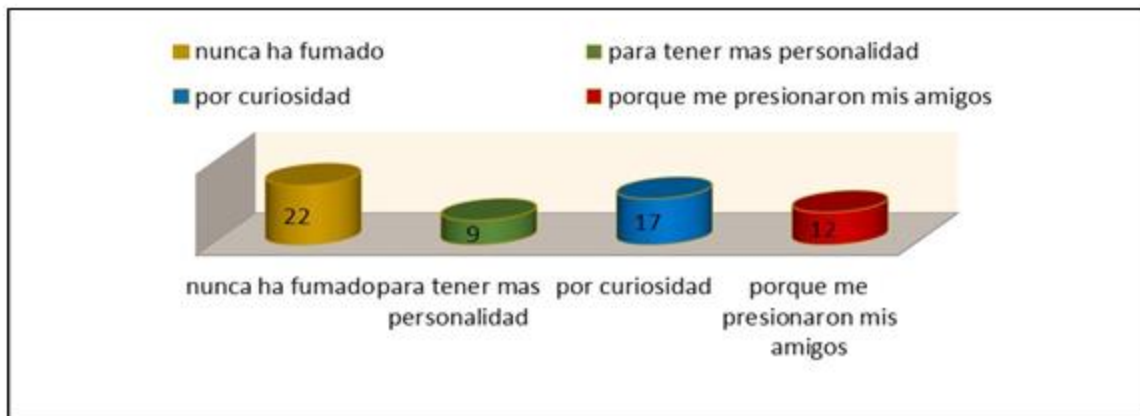 nunca ha fumado
para tener mas personalidad
por curiosidad
porque me presionaron mis amigos
22
9
17
12
nunca ha fumado
para tener mas
personalidad
por curiosidad
porque me
presionaron mis
amigos